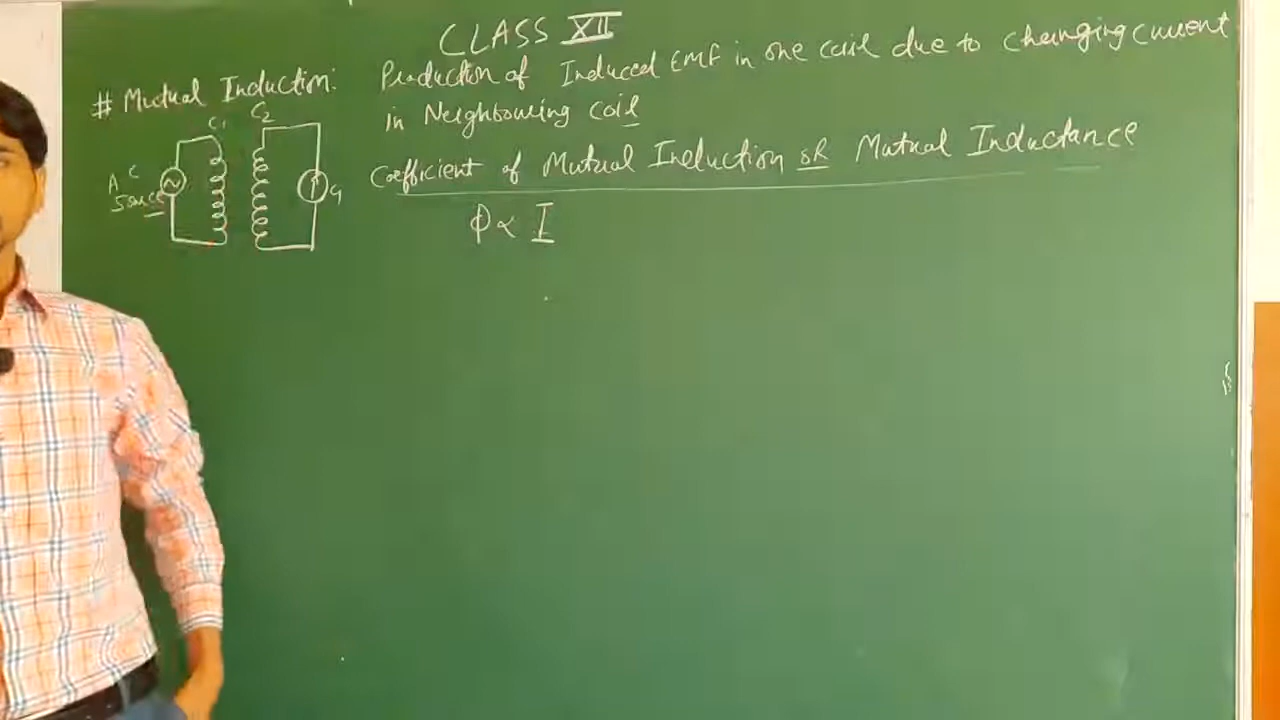 CLASS XII
# Mutual Induction: Production of Induced EMF in one coil due to changing current
in Neighbouring coil
C1 C2
AC Source
G
Coefficient of Mutual Induction OR Mutual Inductance
Φ ∝ I